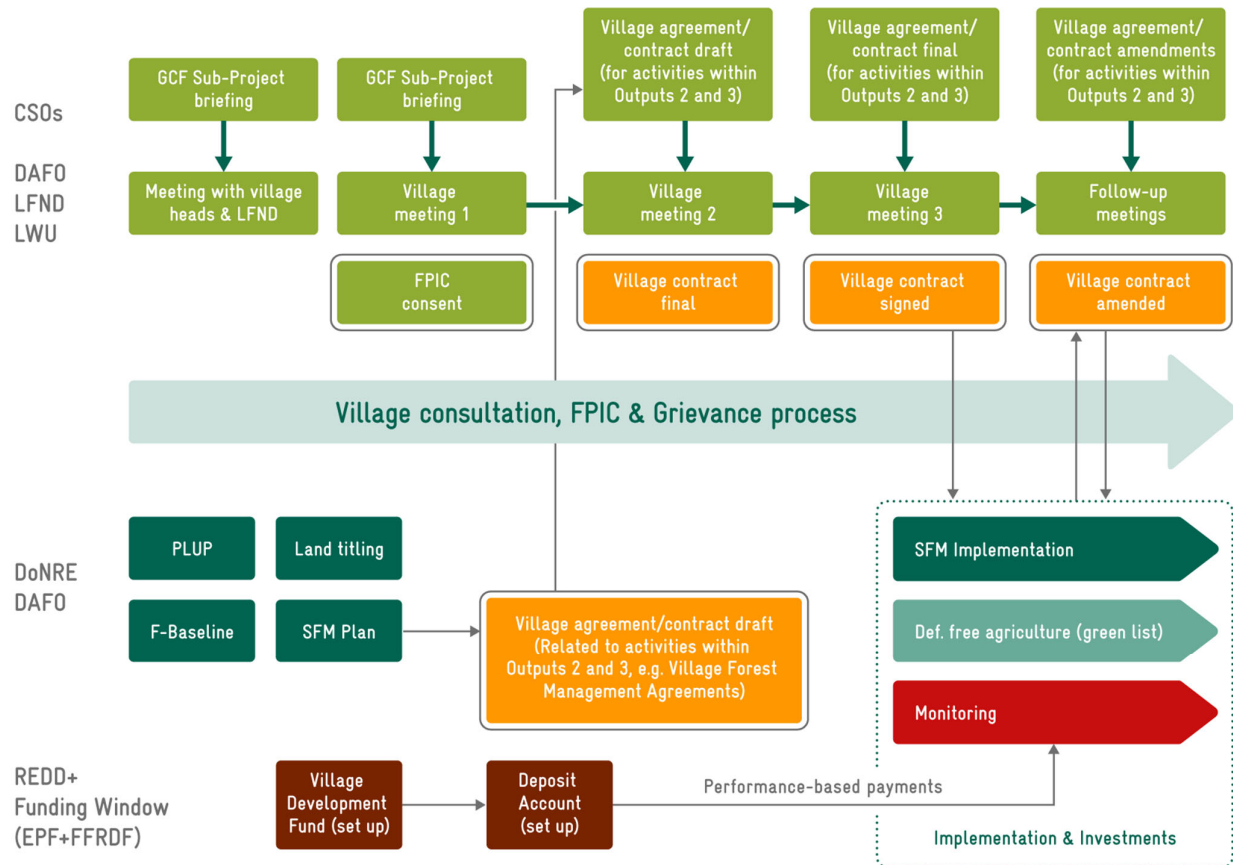 CSOs
DAFO
LFND
LWU
GCF Sub-Project
briefing
GCF Sub-Project
briefing
Village agreement/
contract draft
(for activities within
Outputs 2 and 3)
Village agreement/
contract final
(for activities within
Outputs 2 and 3)
Village agreement/
contract amendments
(for activities within
Outputs 2 and 3)
Meeting with village
heads & LFND
Village
meeting 1
Village
meeting 2
Village
meeting 3
Follow-up
meetings
FPIC
consent
Village contract
final
Village contract
signed
Village contract
amended
Village consultation, FPIC & Grievance process
DoNRE
DAFO
PLUP
Land titling
F-Baseline
SFM Plan
Village agreement/contract draft
(Related to activities within
Outputs 2 and 3, e.g. Village Forest
Management Agreements)
SFM Implementation
Def. free agriculture (green list)
Monitoring
REDD+
Funding Window
(EPF+FFRDF)
Village
Development
Fund (set up)
Deposit
Account
(set up)
Performance-based payments
Implementation & Investments